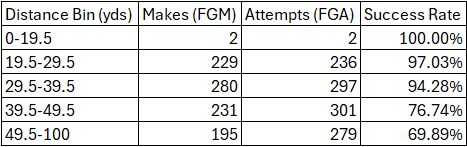 Distance Bin (yds) Makes (FGM) Attempts (FGA) Success Rate
0-19.5 2 2 100.00%
19.5-29.5 229 236 97.03%
29.5-39.5 280 297 94.28%
39.5-49.5 231 301 76.74%
49.5-100 195 279 69.89%